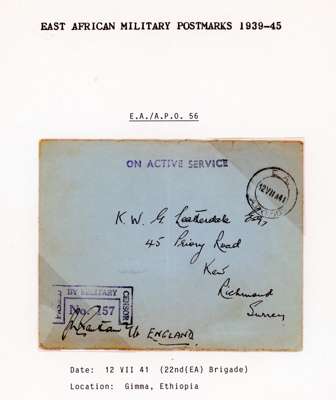 EAST AFRICAN MILITARY POSTMARKS 1939-45
E.A./A.P.O. 56
ON ACTIVE SERVICE
E.A.
12 VII 41
K. W. G. Leatherdale Esq
45 Priory Road
Kew
Richmond
Surrey
BY MILITARY
No. 757
CENSOR
ENGLAND
Date: 12 VII 41 (22nd(EA) Brigade)
Location: Gimma, Ethiopia